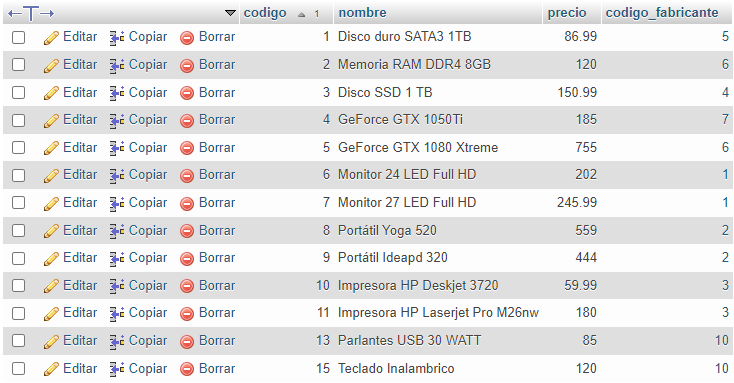 codigo 1 nombre precio codigo_fabricante
Editar Copiar Borrar 1 Disco duro SATA3 1TB 86.99 5
Editar Copiar Borrar 2 Memoria RAM DDR4 8GB 120 6
Editar Copiar Borrar 3 Disco SSD 1 TB 150.99 4
Editar Copiar Borrar 4 GeForce GTX 1050Ti 185 7
Editar Copiar Borrar 5 GeForce GTX 1080 Xtreme 755 6
Editar Copiar Borrar 6 Monitor 24 LED Full HD 202 1
Editar Copiar Borrar 7 Monitor 27 LED Full HD 245.99 1
Editar Copiar Borrar 8 Portátil Yoga 520 559 2
Editar Copiar Borrar 9 Portátil Ideapd 320 444 2
Editar Copiar Borrar 10 Impresora HP Deskjet 3720 59.99 3
Editar Copiar Borrar 11 Impresora HP Laserjet Pro M26nw 180 3
Editar Copiar Borrar 13 Parlantes USB 30 WATT 85 10
Editar Copiar Borrar 15 Teclado Inalambrico 120 10